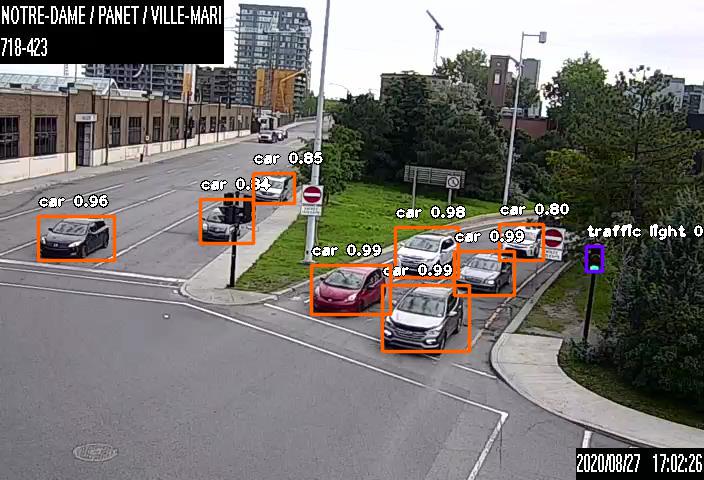 NOTRE-DAME / PANET / VILLE-MARI
718-423
car 0.85
car 0.96
car 0.98
car 0.80
car 0.99
traffic light 0
car 0.99
car 0.99
2020/08/27 17:02:26